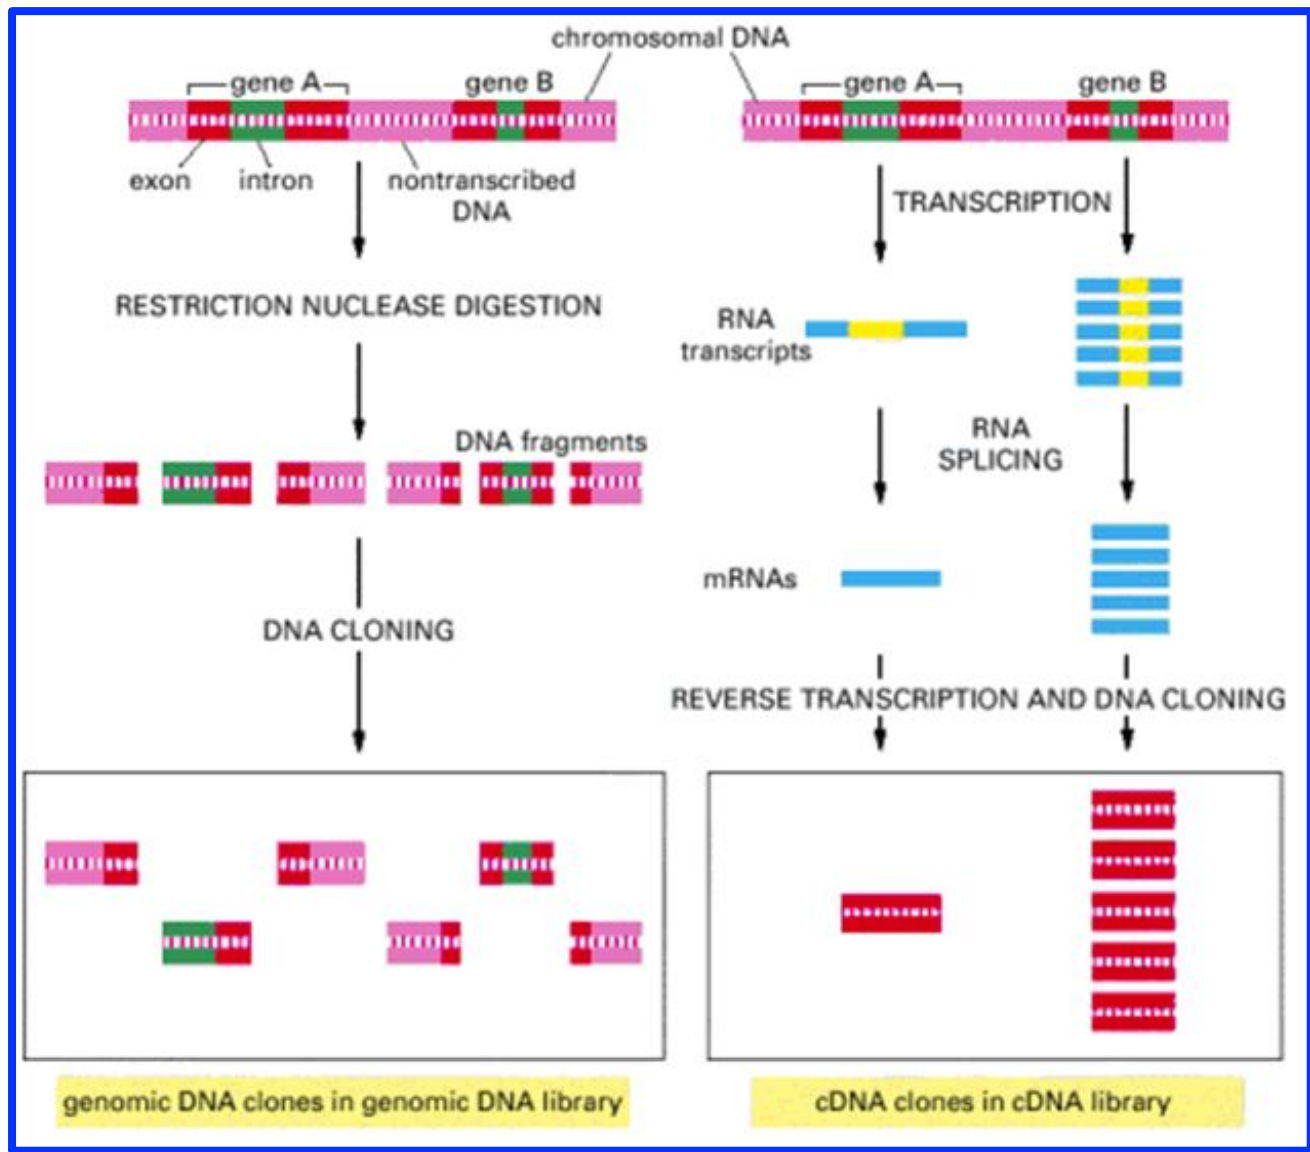 chromosomal DNA
gene A
gene B
exon
intron
nontranscribed
DNA
RESTRICTION NUCLEASE DIGESTION
DNA fragments
DNA CLONING
genomic DNA clones in genomic DNA library
gene A
gene B
TRANSCRIPTION
RNA
transcripts
RNA
SPLICING
mRNAs
REVERSE TRANSCRIPTION AND DNA CLONING
cDNA clones in cDNA library